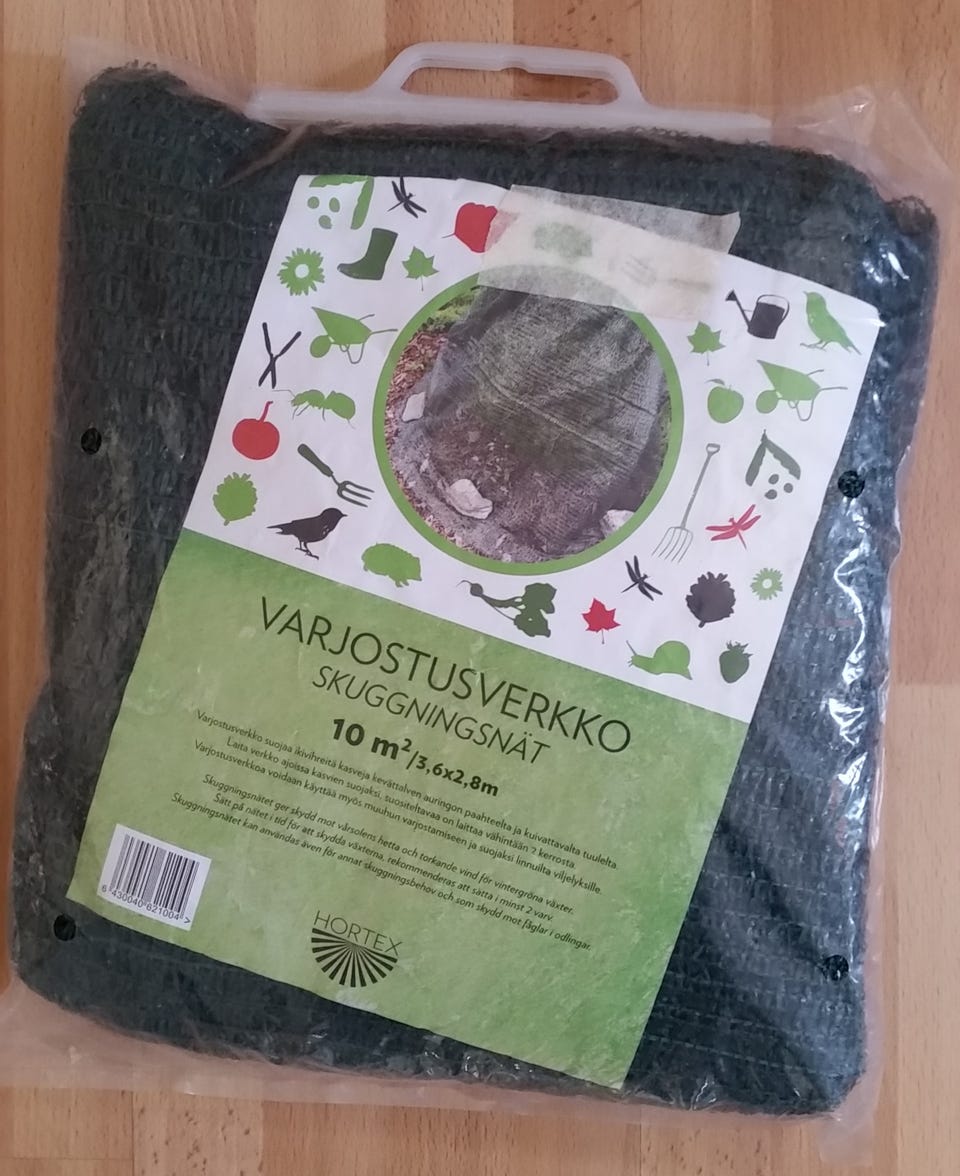 VARJOSTUSVERKKO
SKUGGNINGSNÄT
10 m²/3,6x2,8m
Varjostusverkko suojaa ikivihreitä kasveja kevättalven auringon paahteelta ja kuivattavalta tuulelta.
Laita verkko ajoissa kasvien suojaksi, suositeltavaa on laittaa vähintään 2 kerrosta.
Varjostusverkkoa voidaan käyttää myös muuhun varjostamiseen ja suojaksi linnuilta viljelyksille.
Skuggningsnätet ger skydd mot vårsolens hetta och torkande vind för vintergröna växter.
Sätt på nätet i tid för att skydda växterna, rekommenderas att sätta i minst 2 varv.
Skuggningsnätet kan användas även för annat skuggningsbehov och som skydd mot fåglar i odlingar.
6 430040 621004 >
HORTEX